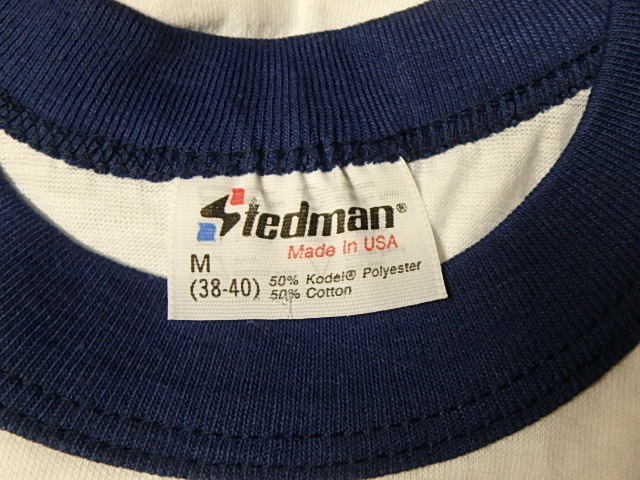 Stedman®
Made in USA
M
(38-40)
50% Kodel® Polyester
50% Cotton